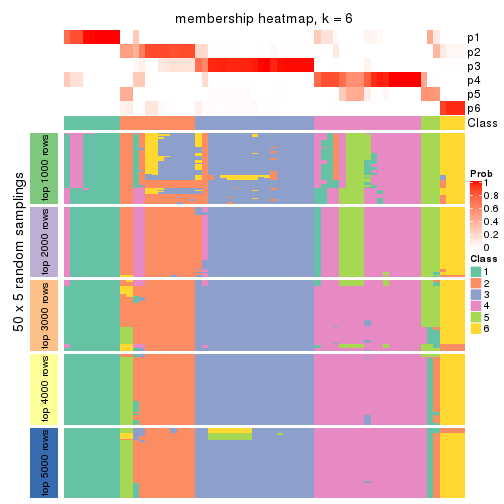 membership heatmap, k = 6
p1
p2
p3
p4
p5
p6
Class
50 x 5 random samplings
top 1000 rows
top 2000 rows
top 3000 rows
top 4000 rows
top 5000 rows
Prob
1
0.8
0.6
0.4
0.2
0
Class
1
2
3
4
5
6